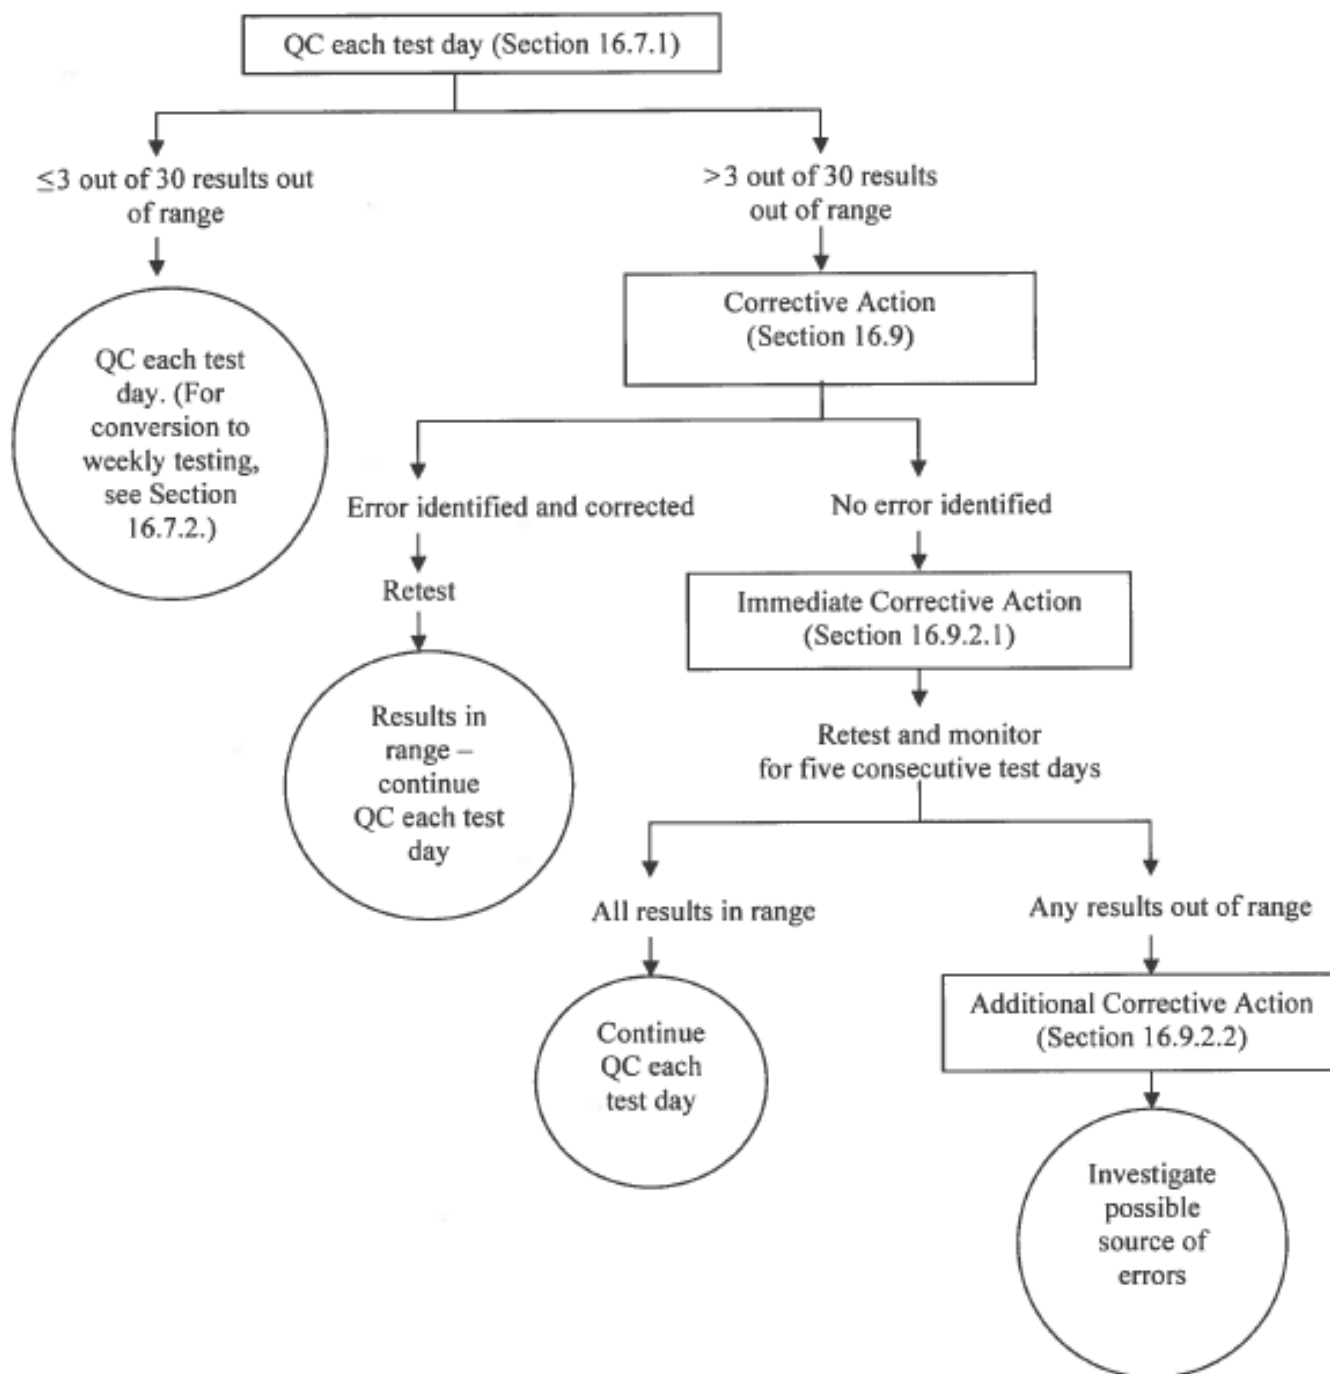 QC each test day (Section 16.7.1)
≤3 out of 30 results out
of range
>3 out of 30 results
out of range
QC each test
day. (For
conversion to
weekly testing,
see Section
16.7.2.)
Corrective Action
(Section 16.9)
Error identified and corrected
No error identified
Retest
Immediate Corrective Action
(Section 16.9.2.1)
Results in
range –
continue
QC each test
day
Retest and monitor
for five consecutive test days
All results in range
Any results out of range
Continue
QC each
test day
Additional Corrective Action
(Section 16.9.2.2)
Investigate
possible
source of
errors